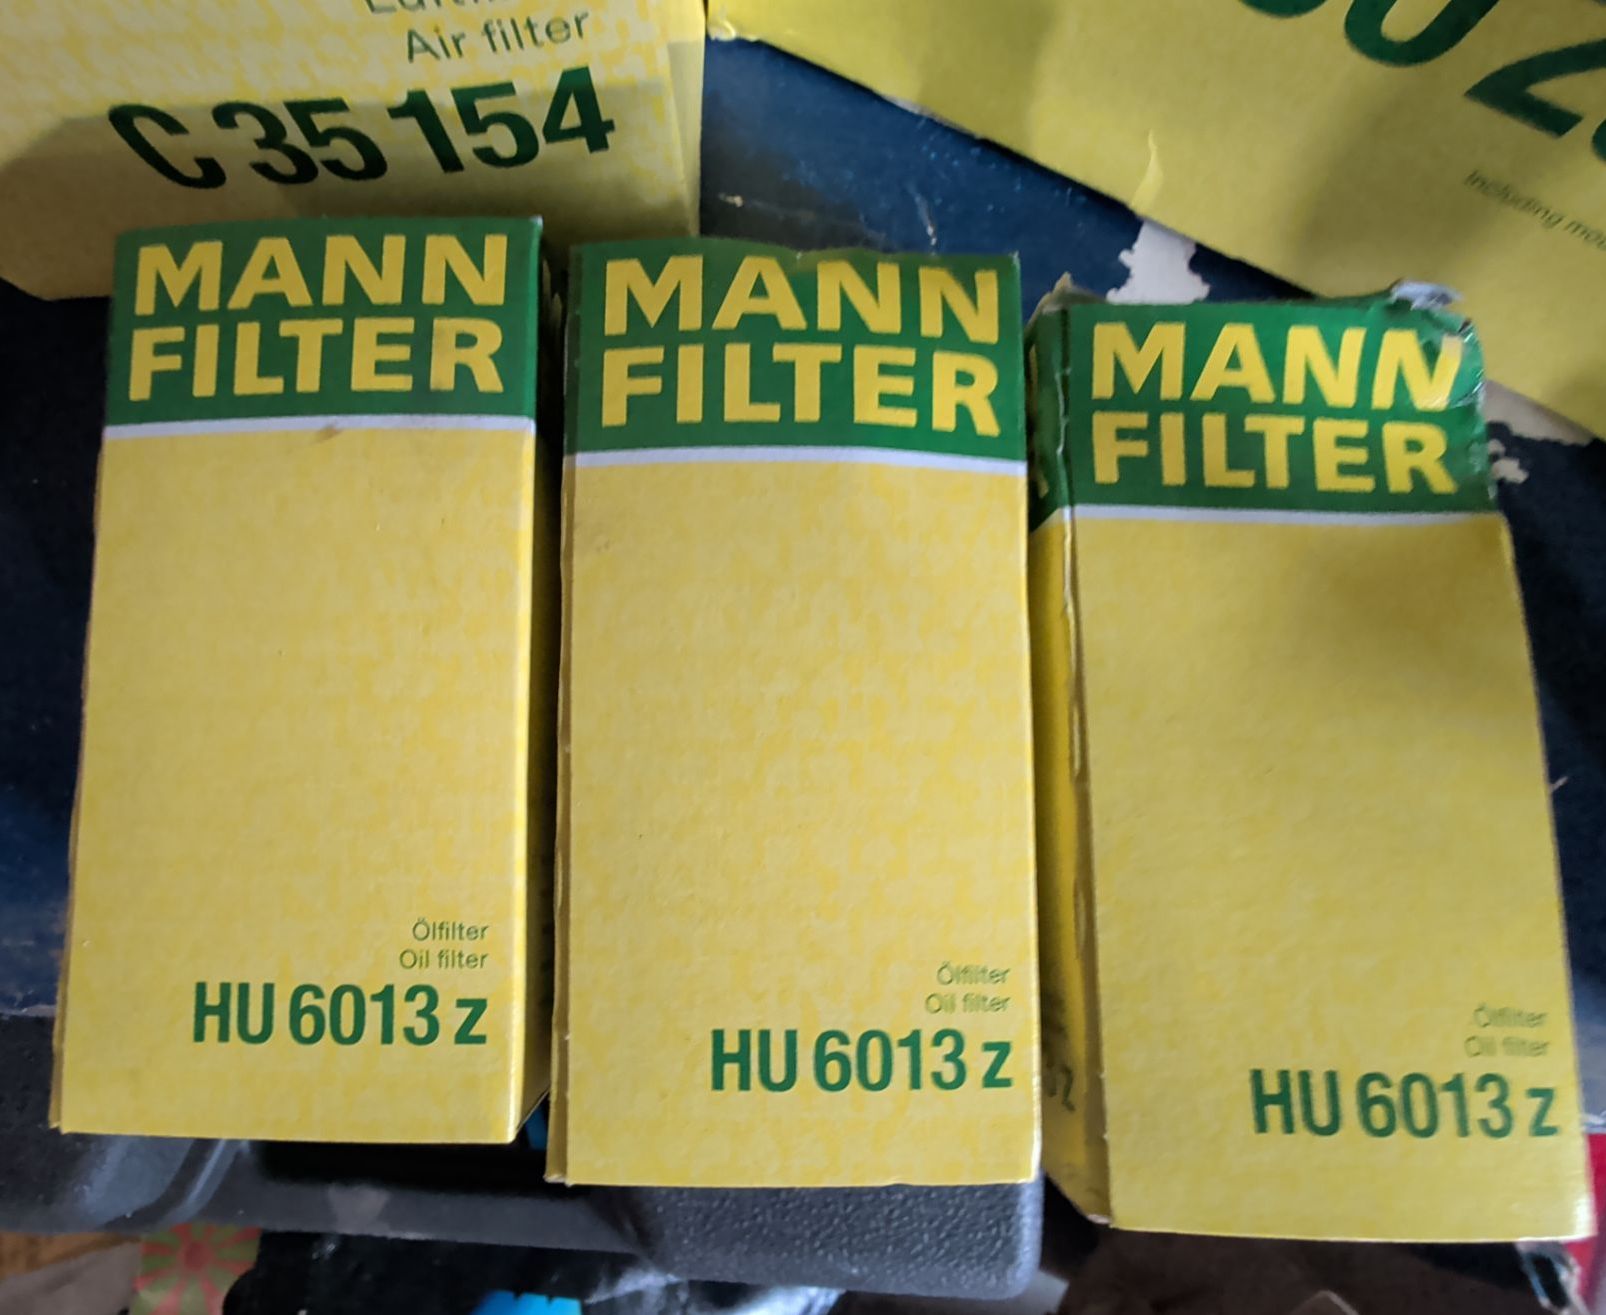 Air filter
C 35 154
MANN
FILTER
Ölfilter
Oil filter
HU 6013 z
MANN
FILTER
Ölfilter
Oil filter
HU 6013 z
MANN
FILTER
Ölfilter
Oil filter
HU 6013 z
Including